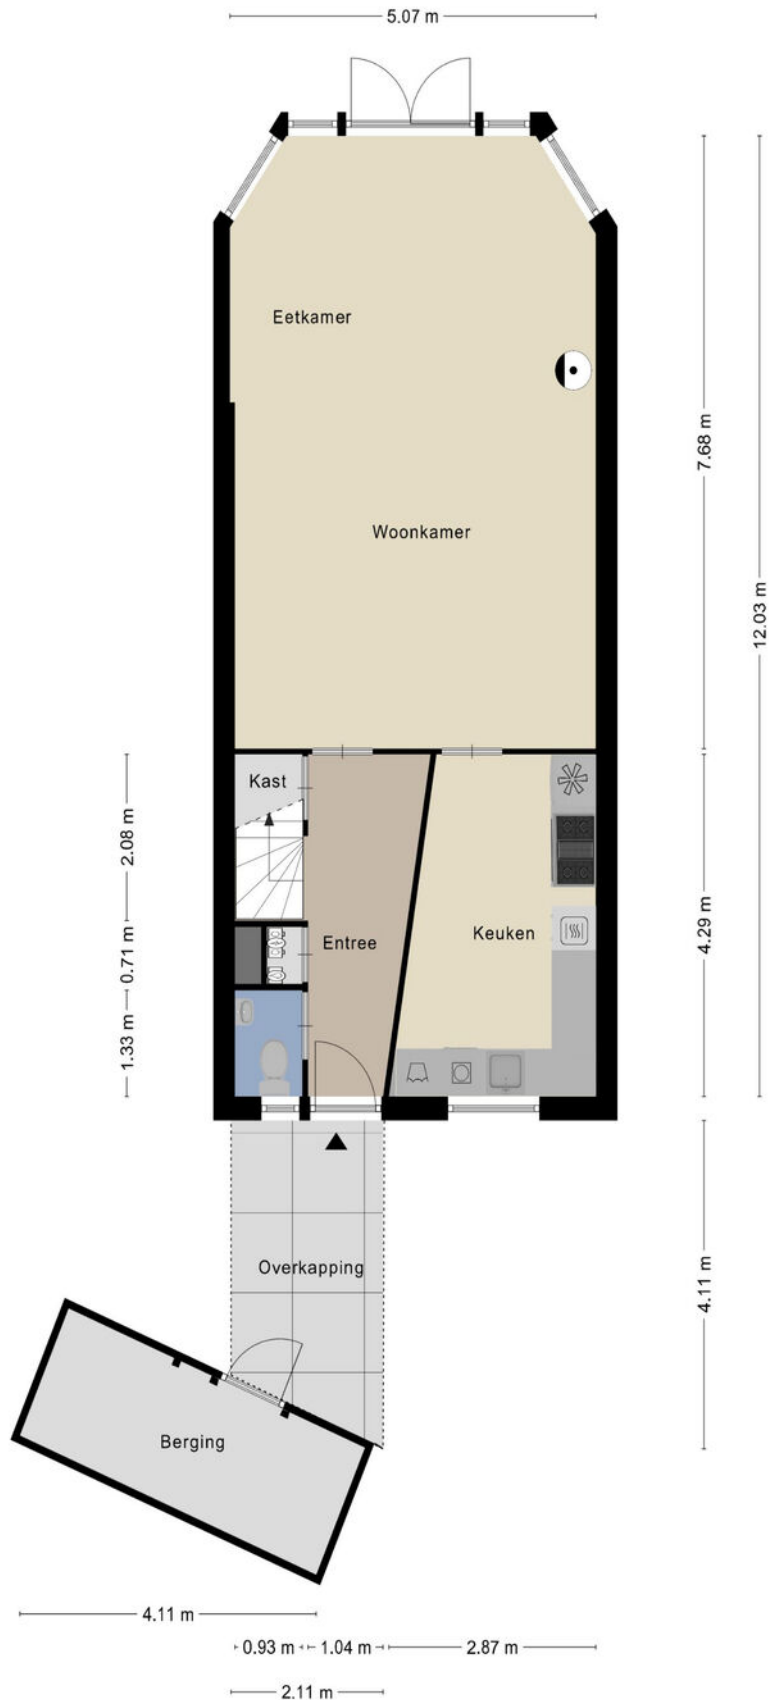 5.07 m
Eetkamer
7.68 m
Woonkamer
12.03 m
Kast
2.08 m
Keuken
4.29 m
Entree
0.71 m
1.33 m
Overkapping
4.11 m
Berging
4.11 m
0.93 m
1.04 m
2.87 m
2.11 m